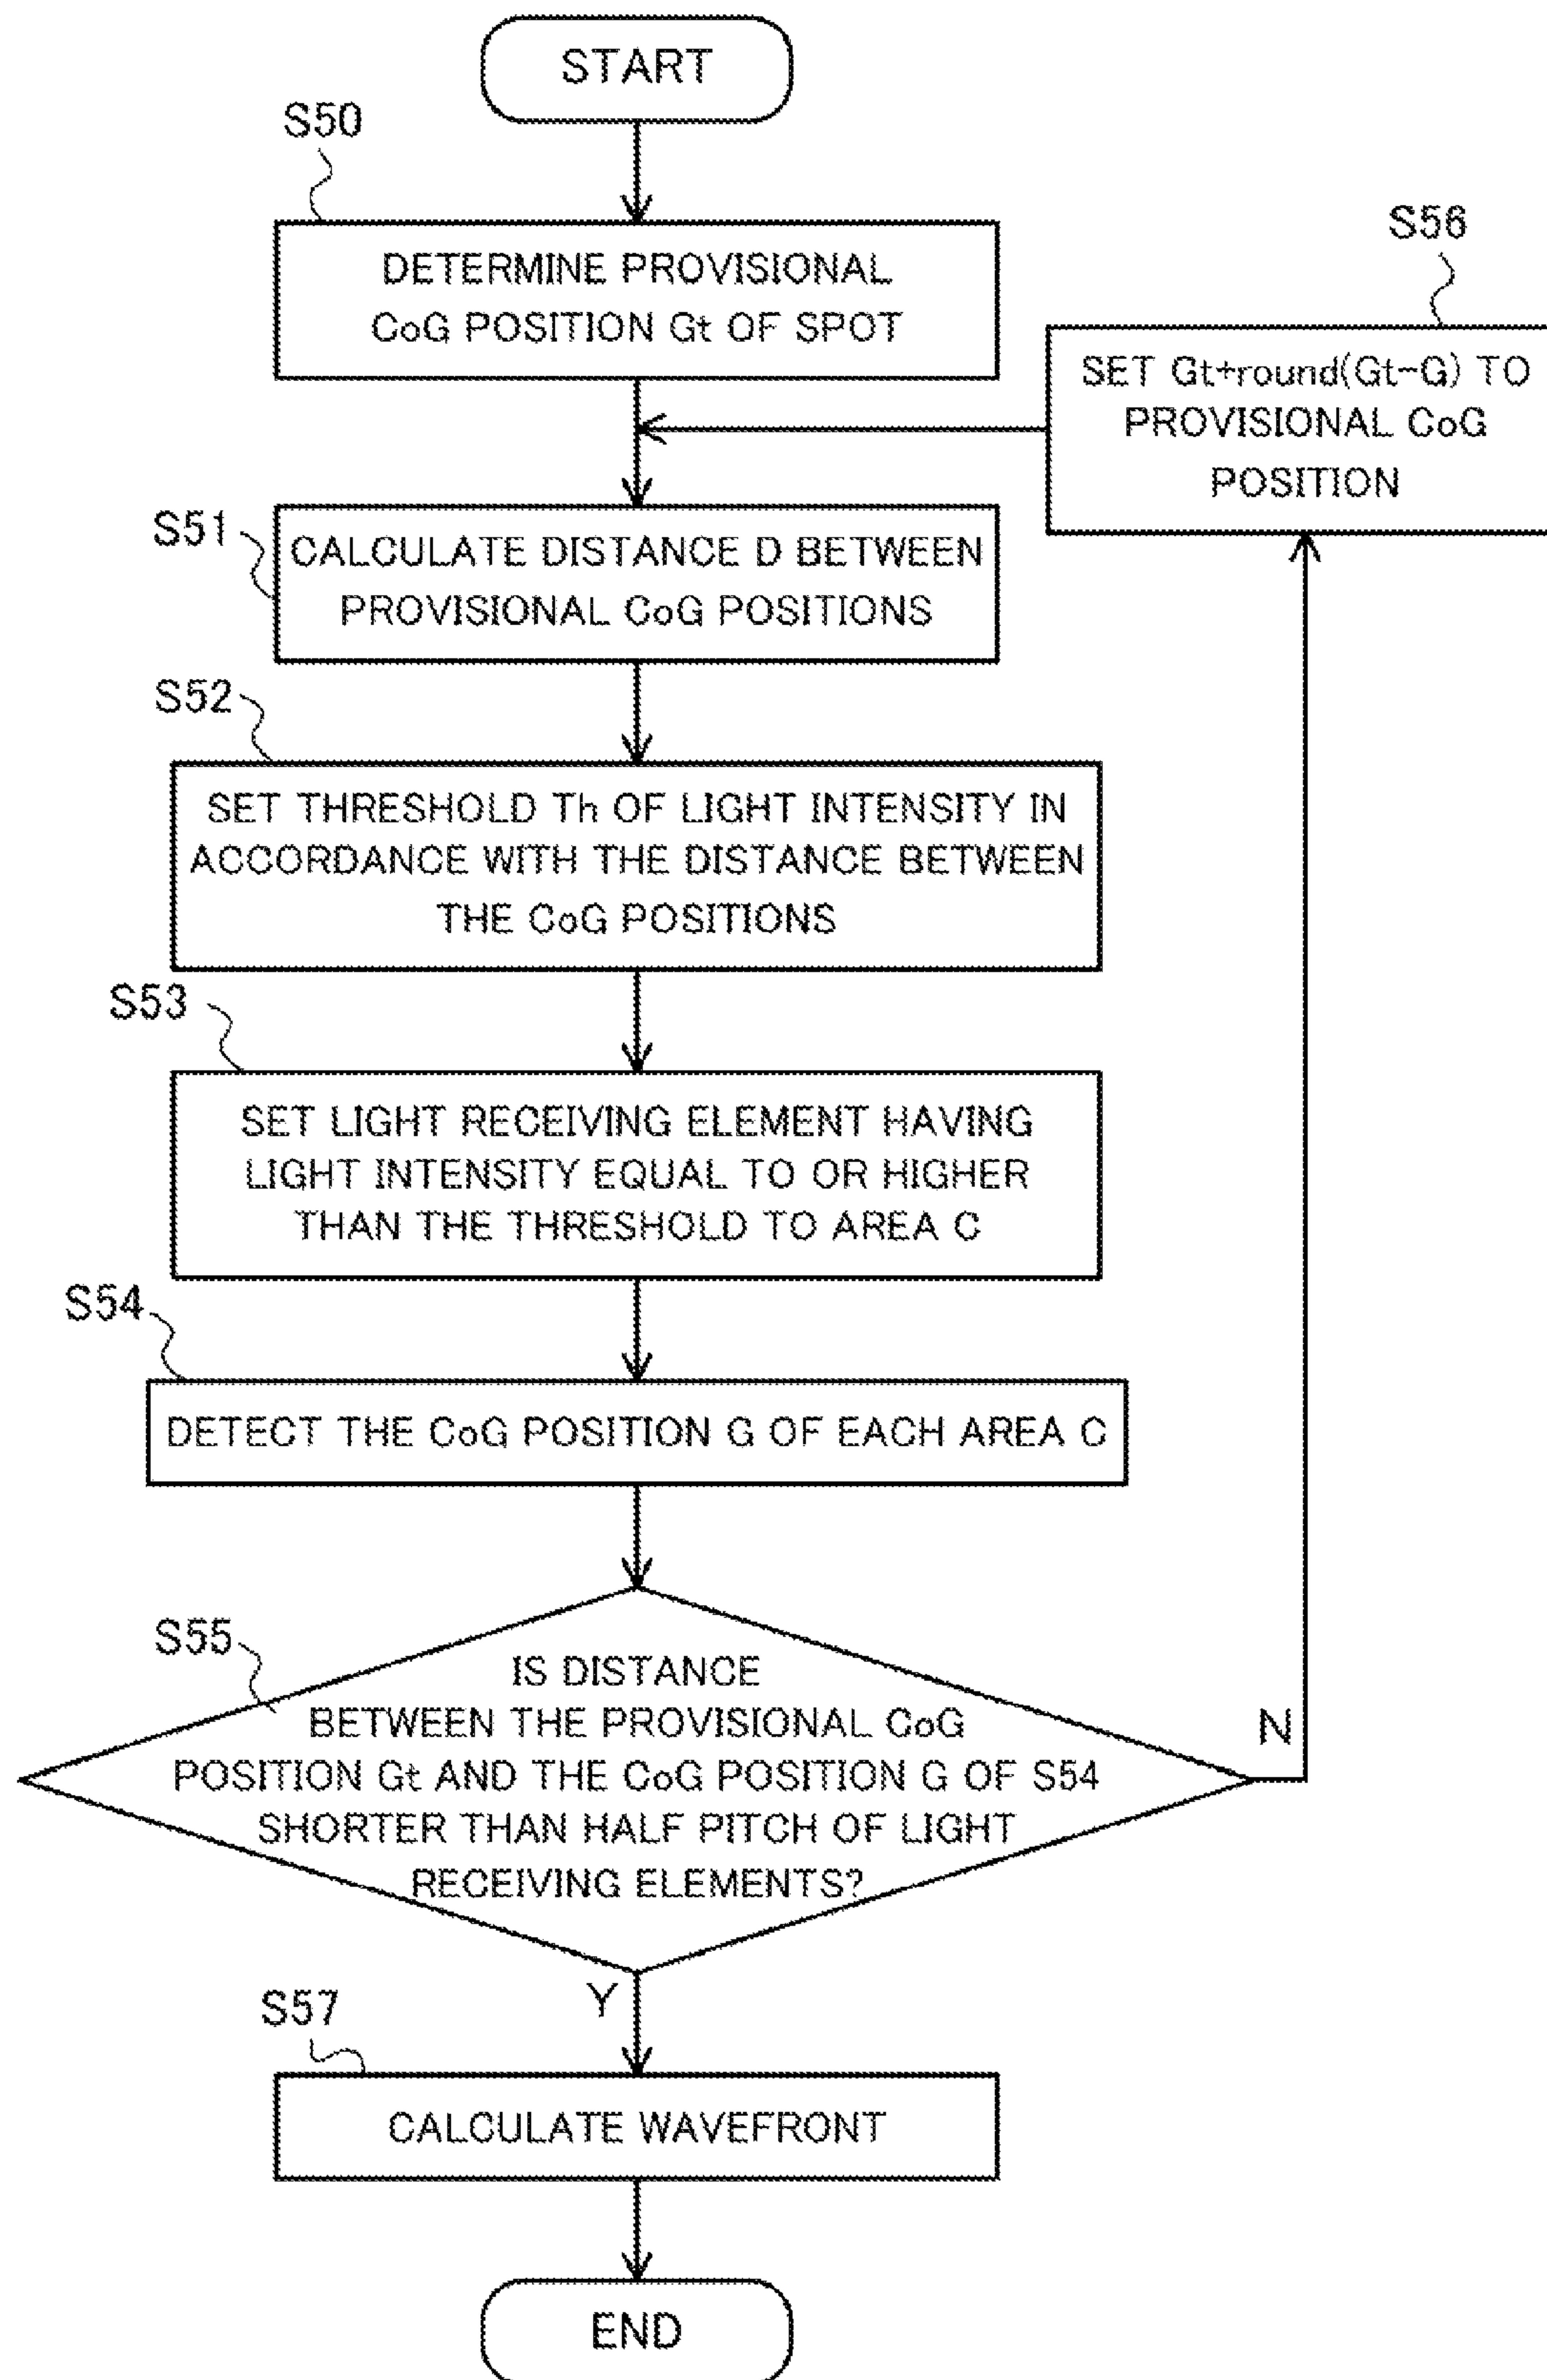 START
S50
DETERMINE PROVISIONAL
CoG POSITION Gt OF SPOT
S56
SET Gt+round(Gt-G) TO
PROVISIONAL CoG
POSITION
S51
CALCULATE DISTANCE D BETWEEN
PROVISIONAL CoG POSITIONS
S52
SET THRESHOLD Th OF LIGHT INTENSITY IN
ACCORDANCE WITH THE DISTANCE BETWEEN
THE CoG POSITIONS
S53
SET LIGHT RECEIVING ELEMENT HAVING
LIGHT INTENSITY EQUAL TO OR HIGHER
THAN THE THRESHOLD TO AREA C
S54
DETECT THE CoG POSITION G OF EACH AREA C
S55
IS DISTANCE
BETWEEN THE PROVISIONAL CoG
POSITION Gt AND THE CoG POSITION G OF S54
SHORTER THAN HALF PITCH OF LIGHT
RECEIVING ELEMENTS?
N
Y
S57
CALCULATE WAVEFRONT
END